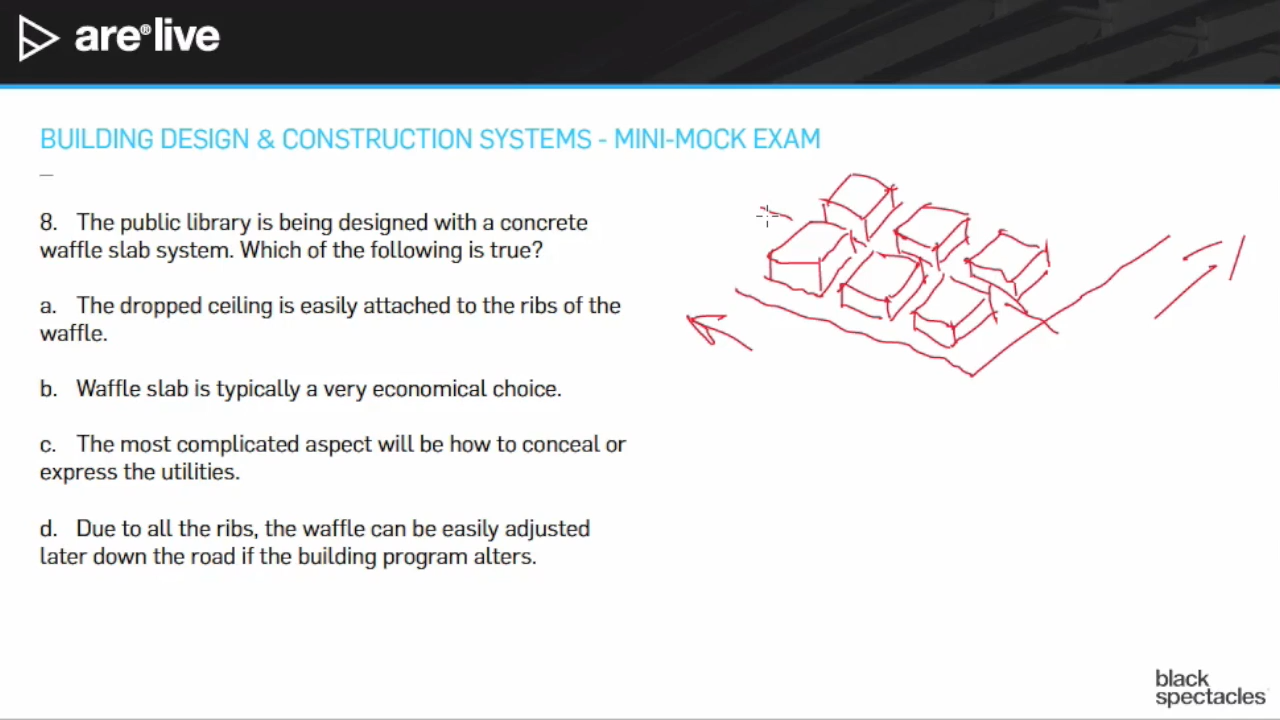 are®live
BUILDING DESIGN & CONSTRUCTION SYSTEMS - MINI-MOCK EXAM
8. The public library is being designed with a concrete
waffle slab system. Which of the following is true?
a. The dropped ceiling is easily attached to the ribs of the
waffle.
b. Waffle slab is typically a very economical choice.
c. The most complicated aspect will be how to conceal or
express the utilities.
d. Due to all the ribs, the waffle can be easily adjusted
later down the road if the building program alters.
black
spectacles